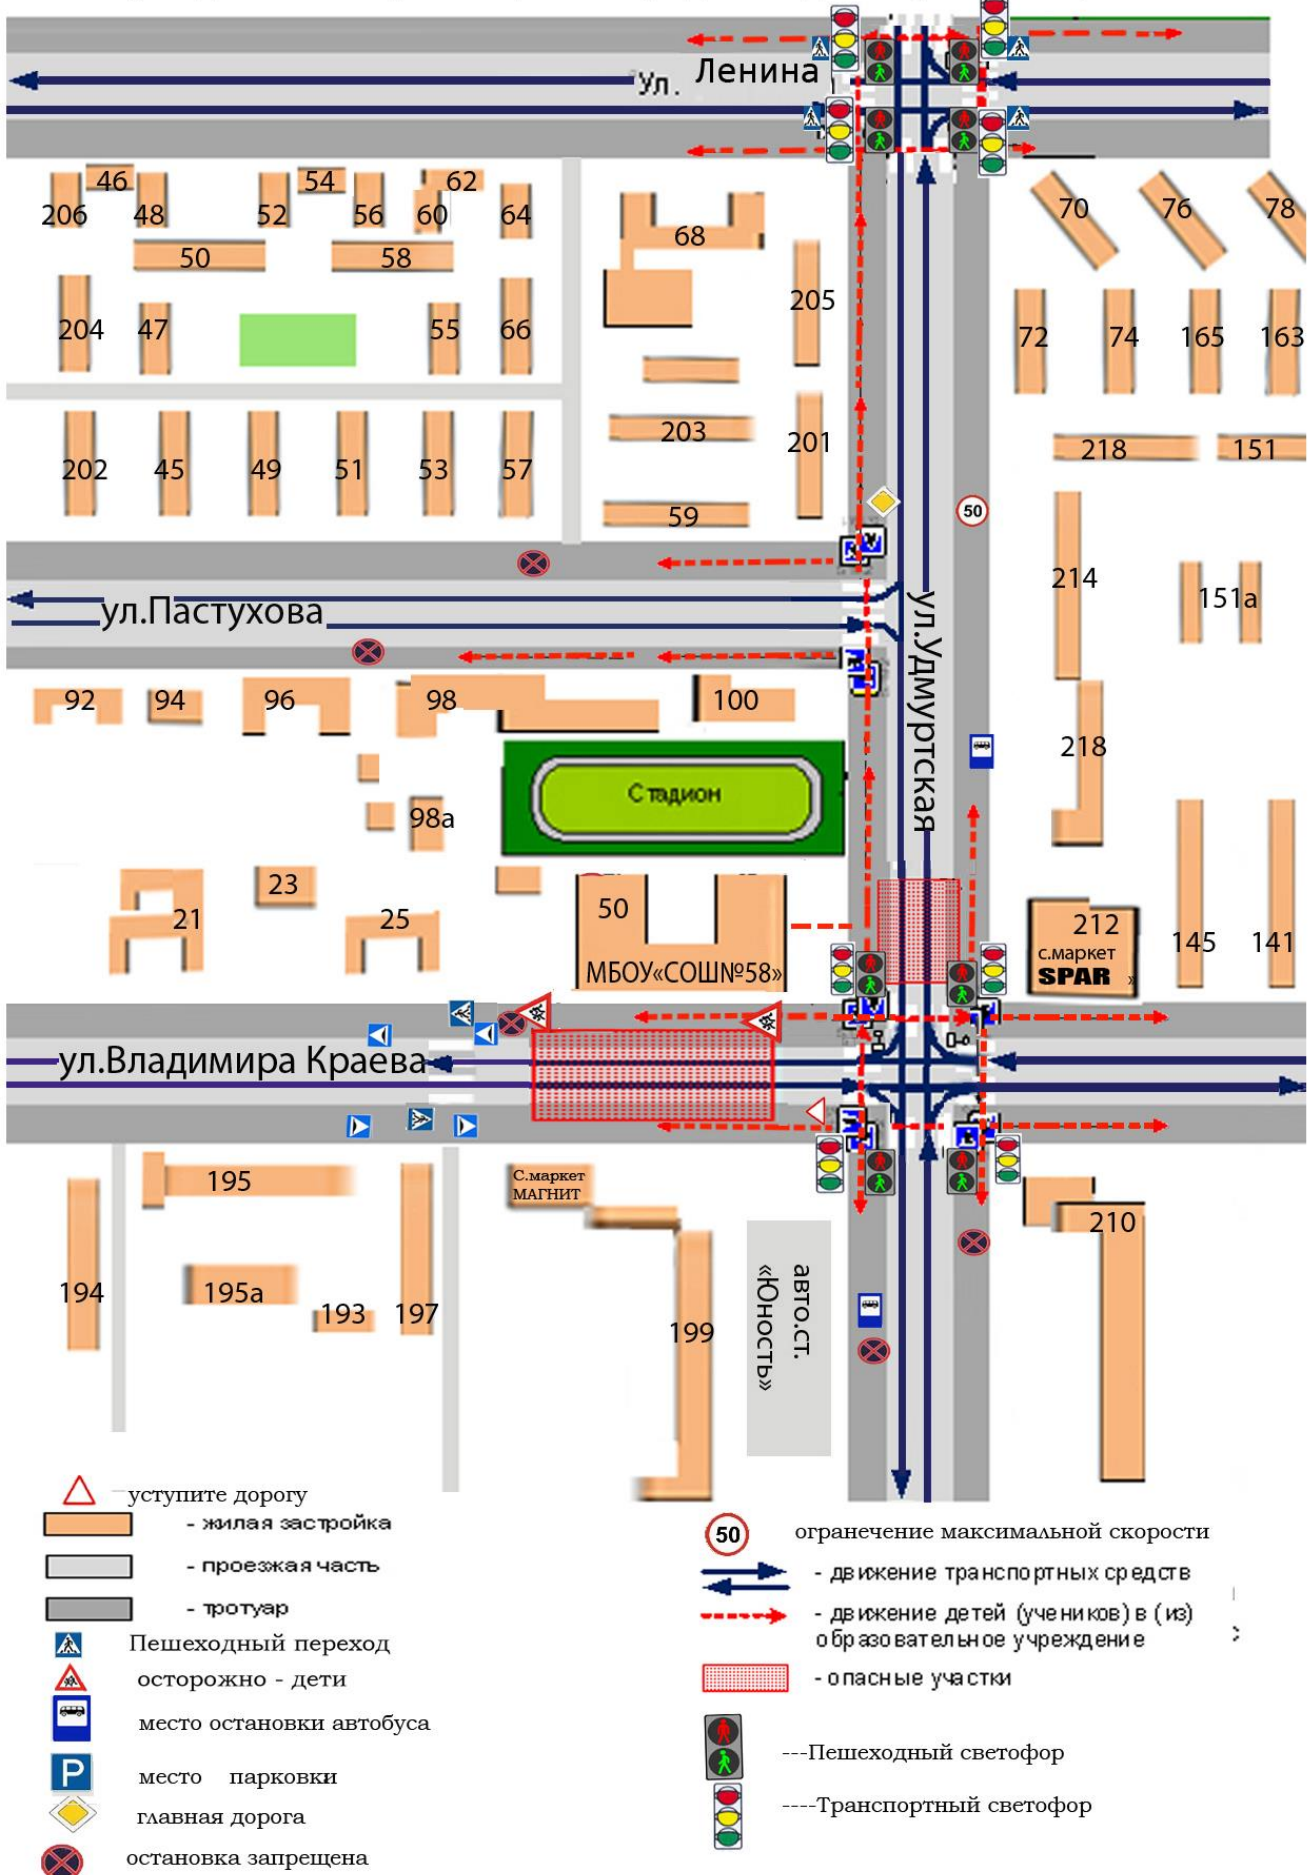 Ул. Ленина
46
54
62
206
48
52
56
60
64
50
58
68
70
76
78
205
204
47
55
66
72
74
165
163
202
45
49
51
53
57
203
201
218
151
59
50
214
151а
ул.Пастухова
ул.Удмуртская
92
94
96
98
100
218
Стадион
98а
23
21
25
50
МБОУ«СОШ№58»
212
с.маркет
SPAR »
145
141
ул.Владимира Краева
195
С.маркет
МАГНИТ
210
194
195а
193
197
199
авто.ст.
«Юность»
уступите дорогу
- жилая застройка
- проезжая часть
- тротуар
Пешеходный переход
осторожно - дети
место остановки автобуса
P место парковки
главная дорога
остановка запрещена
50 огранечение максимальной скорости
- движение транспортных средств
- движение детей (учеников) в (из)
образовательное учреждение
- опасные участки
---Пешеходный светофор
----Транспортный светофор